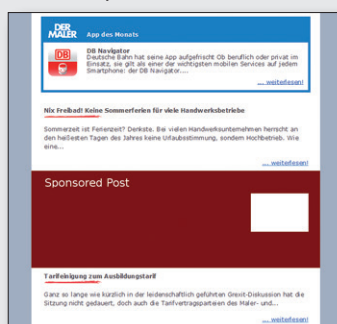 DER
MALER
App des Monats
DB
DB Navigator
Deutsche Bahn hat seine App aufgefrischt Ob beruflich oder privat im
Einsatz, sie gilt als einer der wichtigsten mobilen Services auf jedem
Smartphone: der DB Navigator....
... weiterlesen!
Nix Freibad! Keine Sommerferien für viele Handwerksbetriebe
Sommerzeit ist Ferienzeit? Denkste. Bei vielen Handwerksunternehmen herrscht an
den heißesten Tagen des Jahres keine Urlaubsstimmung, sondern Hochbetrieb. Wie
eine...
... weiterlesen!
Sponsored Post
Tarifeinigung zum Ausbildungstarif
Ganz so lange wie kürzlich in der leidenschaftlich geführten Grexit-Diskussion hat die
Sitzung nicht gedauert, doch auch die Tarifvertragsparteien des Maler- und...
... weiterlesen!